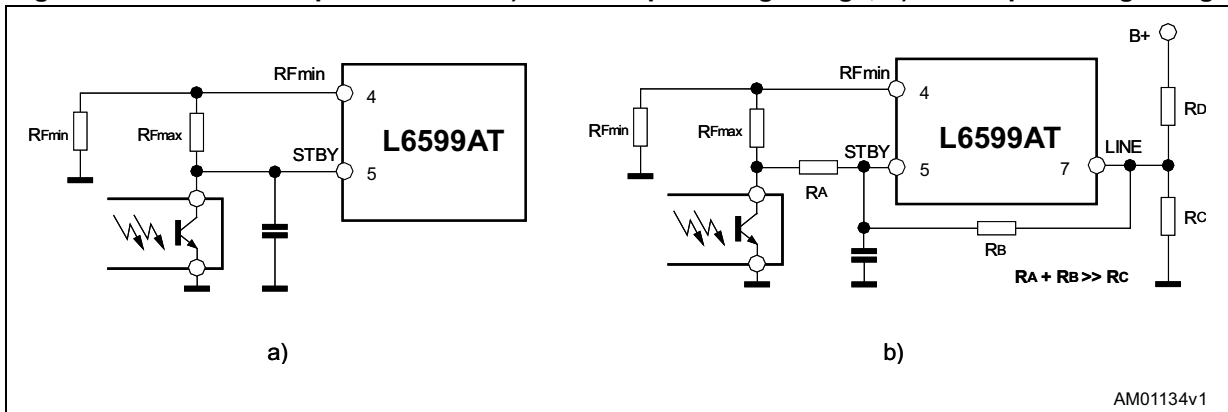 RFmin
4
RFmin
RFmax
L6599AT
STBY
5
a)
B+
RFmin
4
RD
RFmin
RFmax
L6599AT
STBY
LINE
5
7
RA
RC
RB
RA + RB >> RC
b)
AM01134v1